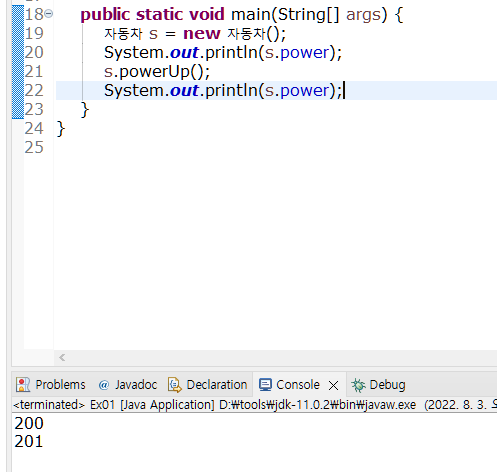 18 public static void main(String[] args) {
19 자동차 s = new 자동차();
20 System.out.println(s.power);
21 s.powerUp();
22 System.out.println(s.power);
23 }
24 }
25
Problems @ Javadoc Declaration Console Debug
<terminated> Ex01 [Java Application] D:₩tools₩jdk-11.0.2₩bin₩javaw.exe (2022. 8. 3.
200
201